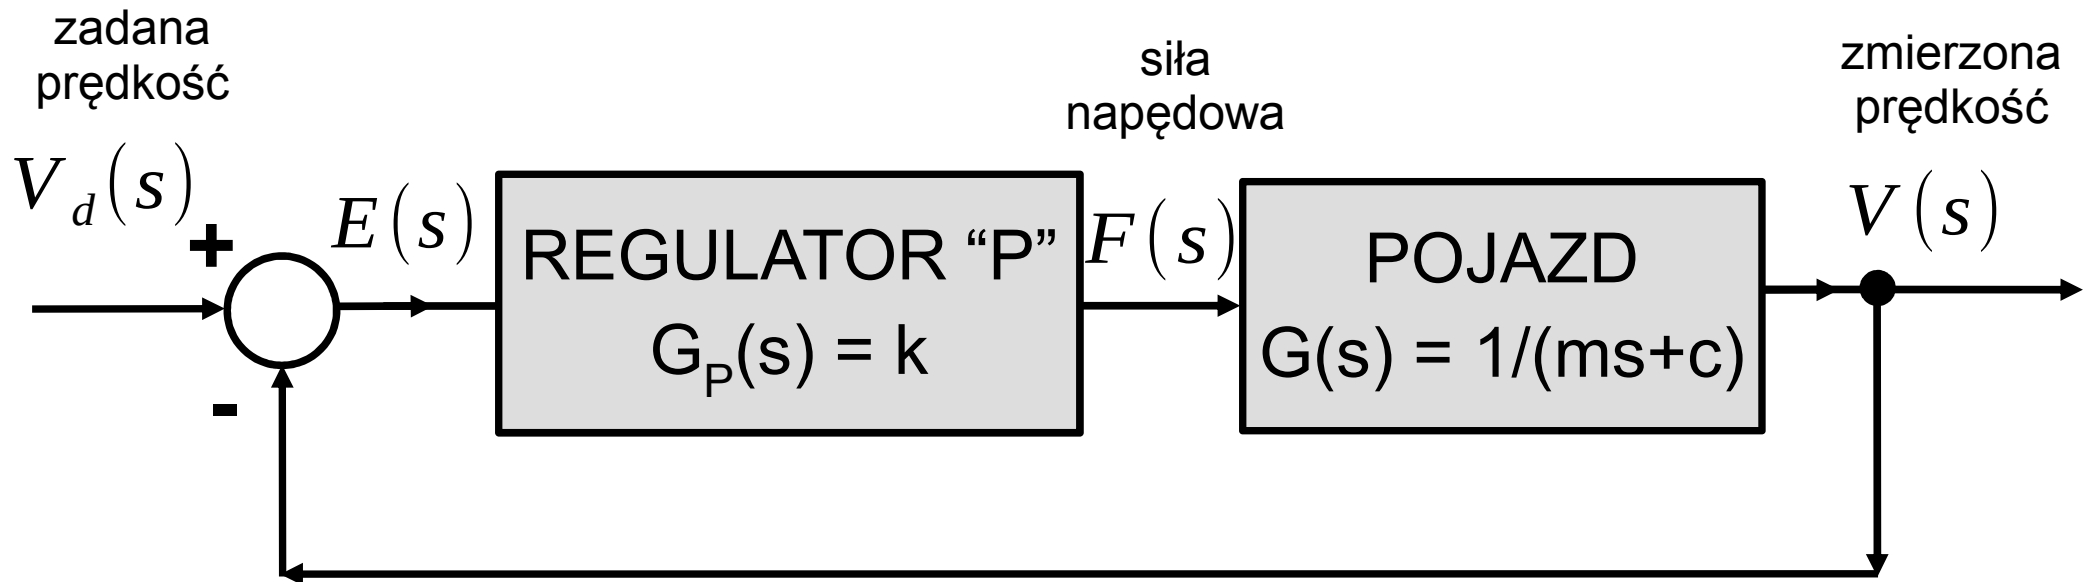 zadana
prędkość
siła
napędowa
zmierzona
prędkość
V_d(s)
+
E(s)
REGULATOR “P”
G_P(s) = k
F(s)
POJAZD
G(s) = 1/(ms+c)
V(s)
-